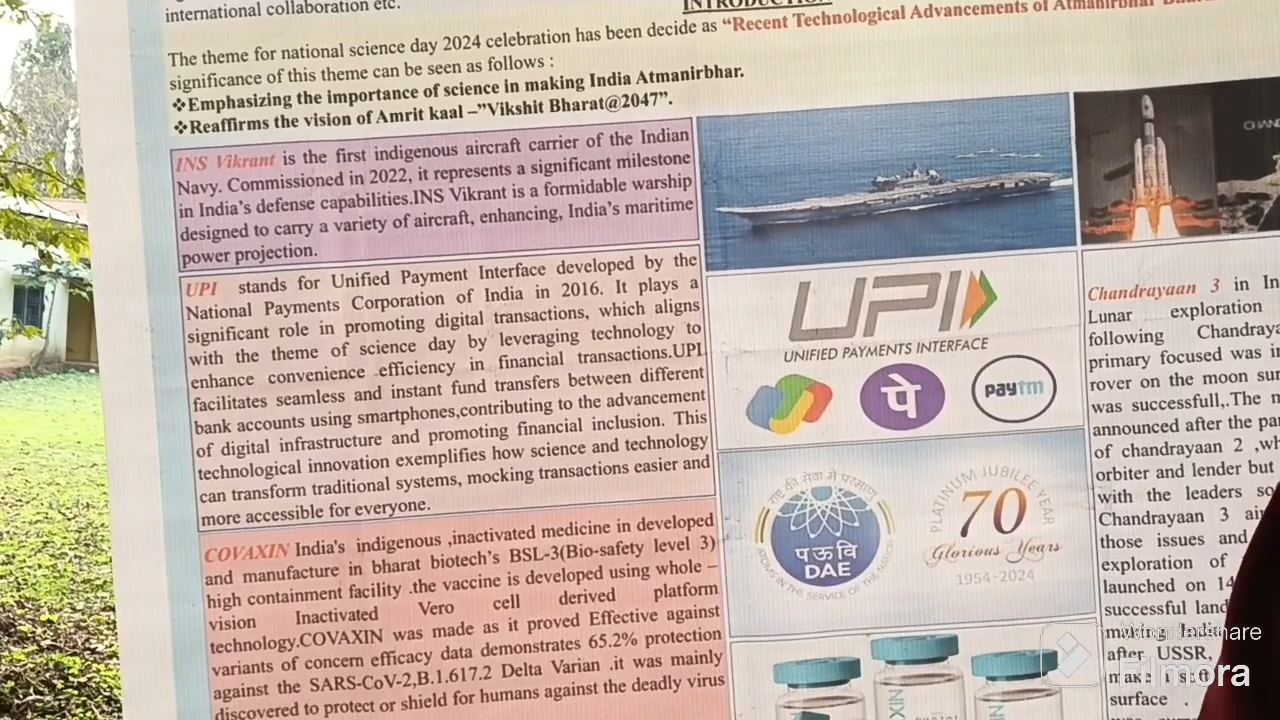 international collaboration etc.
INTRODUCTION
The theme for national science day 2024 celebration has been decide as “Recent Technological Advancements of Atmanirbhar
significance of this theme can be seen as follows :
❖Emphasizing the importance of science in making India Atmanirbhar.
❖Reaffirms the vision of Amrit kaal –”Vikshit Bharat@2047”.
INS Vikrant is the first indigenous aircraft carrier of the Indian
Navy. Commissioned in 2022, it represents a significant milestone
in India’s defense capabilities.INS Vikrant is a formidable warship
designed to carry a variety of aircraft, enhancing, India’s maritime
power projection.
UPI stands for Unified Payment Interface developed by the
National Payments Corporation of India in 2016. It plays a
significant role in promoting digital transactions, which aligns
with the theme of science day by leveraging technology to
enhance convenience efficiency in financial transactions.UPI
facilitates seamless and instant fund transfers between different
bank accounts using smartphones,contributing to the advancement
of digital infrastructure and promoting financial inclusion. This
technological innovation exemplifies how science and technology
can transform traditional systems, mocking transactions easier and
more accessible for everyone.
COVAXIN India's indigenous ,inactivated medicine in developed
and manufacture in bharat biotech’s BSL-3(Bio-safety level 3)
high containment facility .the vaccine is developed using whole –
vision Inactivated Vero cell derived platform
technology.COVAXIN was made as it proved Effective against
variants of concern efficacy data demonstrates 65.2% protection
against the SARS-CoV-2,B.1.617.2 Delta Varian .it was mainly
discovered to protect or shield for humans against the deadly virus
UPI
UNIFIED PAYMENTS INTERFACE
पे
paytm
राष्ट्र की सेवा में परमाणु
पऊवि
DAE
ATOMS IN THE SERVICE OF THE NATION
PLATINUM JUBILEE YEAR
70
Glorious Years
1954-2024
Chandrayaan 3 in
Lunar exploration
following
primary focused was
rover on the moon
was successfull,.The
announced after the
of chandrayaan 2
orbiter and lender but
with the leaders
Chandrayaan 3
those issues and
exploration of
launched on 14
successful
making
after USSR,
make a
surface .
Wondershare
Filmora